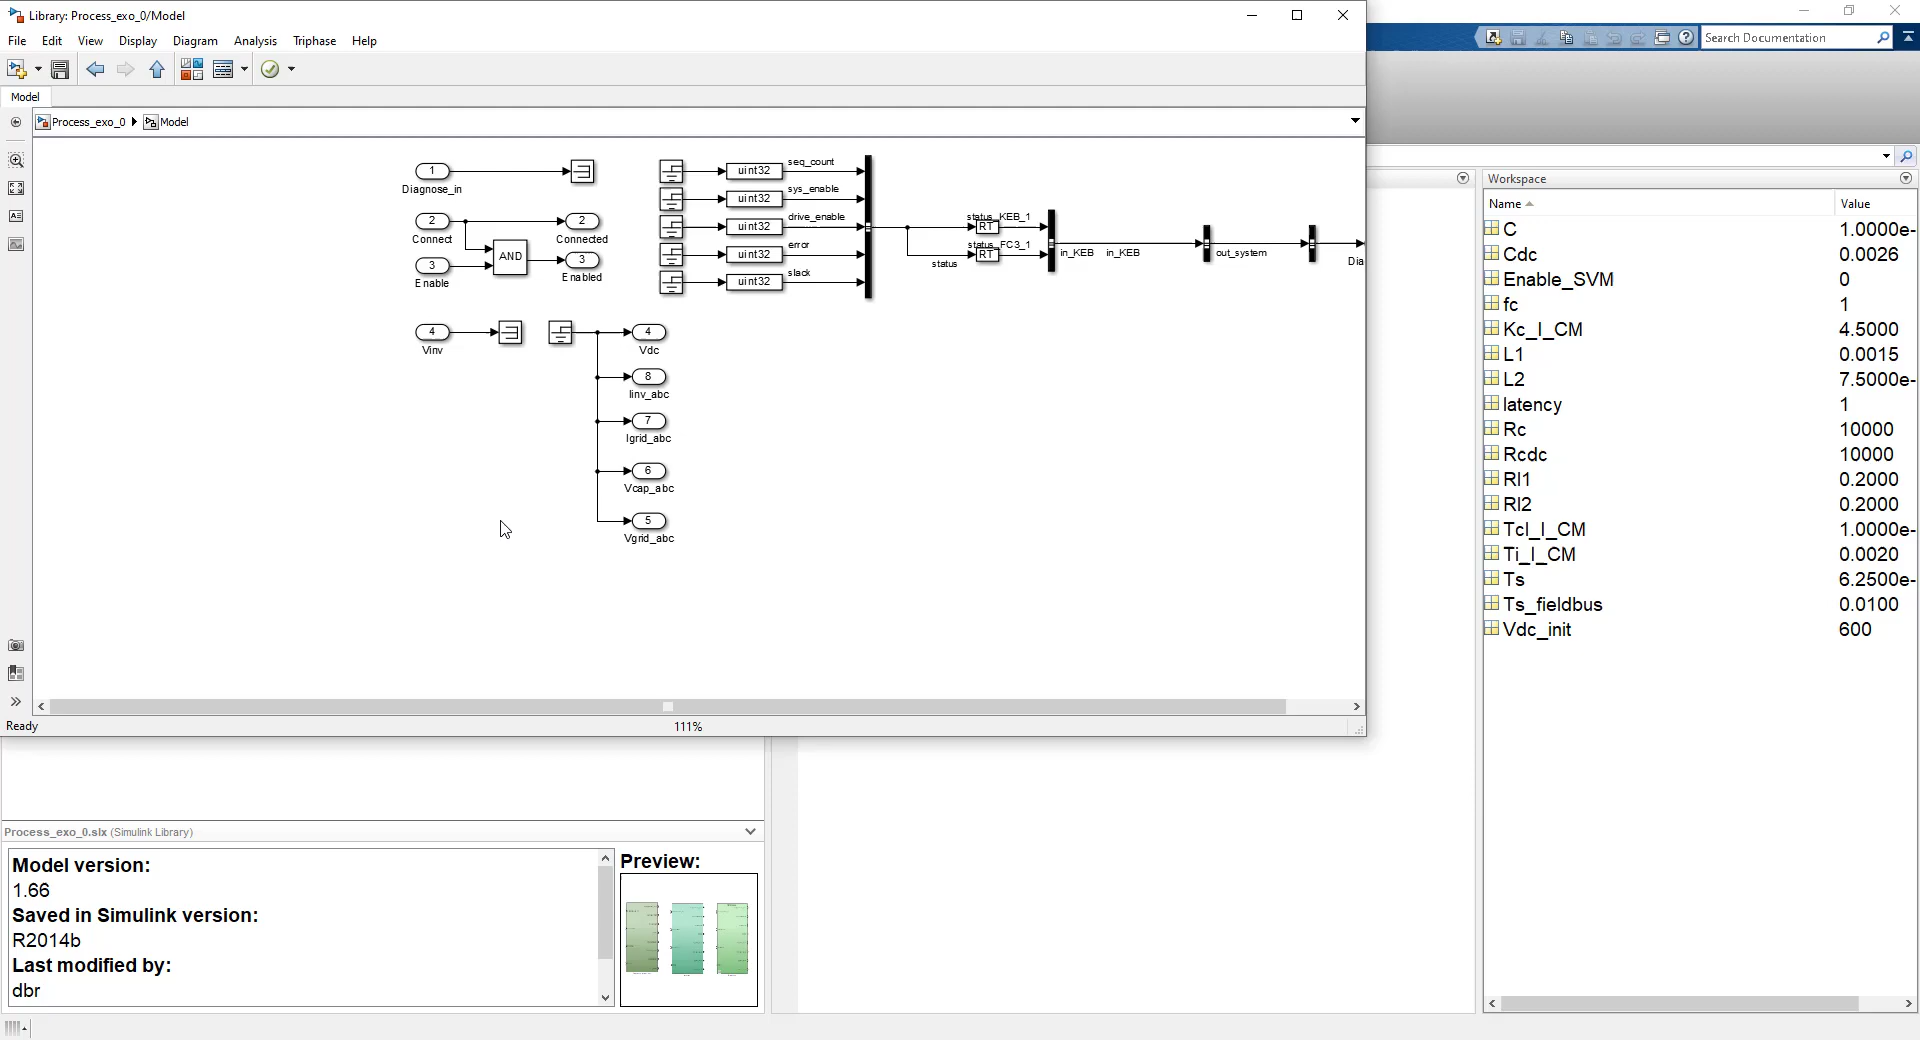 Library: Process_exo_0/Model
File Edit View Display Diagram Analysis Triphase Help
Search Documentation
Model
Process_exo_0 Model
1
Diagnose_in
2
Connect
3
Enable
AND
2
Connected
3
Enabled
4
Vinv
uint32
seq_count
uint32
sys_enable
uint32
drive_enable
uint32
error
uint32
slack
status
status_KEB_1
RT
status_FC3_1
RT
in_KEB
in_KEB
out_system
Dia
4
Vdc
8
Iinv_abc
7
Igrid_abc
6
Vcap_abc
5
Vgrid_abc
Ready
111%
Process_exo_0.slx (Simulink Library)
Model version:
1.66
Saved in Simulink version:
R2014b
Last modified by:
dbr
Preview:
Workspace
Name Value
C 1.0000e-
Cdc 0.0026
Enable_SVM 0
fc 1
Kc_I_CM 4.5000
L1 0.0015
L2 7.5000e-
latency 1
Rc 10000
Rcdc 10000
Rl1 0.2000
Rl2 0.2000
Tcl_I_CM 1.0000e-
Ti_I_CM 0.0020
Ts 6.2500e-
Ts_fieldbus 0.0100
Vdc_init 600